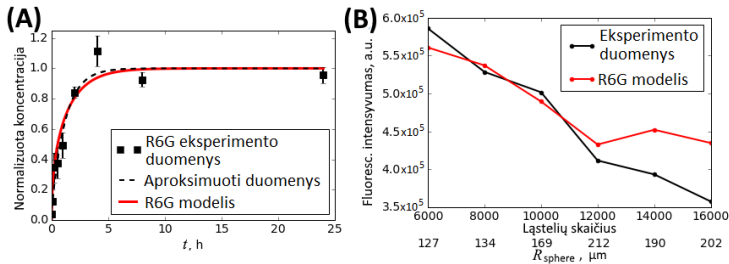 (A)
Normalizuota koncentracija
1.2
1.0
0.8
0.6
0.4
0.2
0.0
R6G eksperimento
duomenys
Aproksimuoti duomenys
R6G modelis
0 5 10 15 20 25
t, h
(B)
Fluoresc. intensyvumas, a.u.
6.0x10⁵
5.5x10⁵
5.0x10⁵
4.5x10⁵
4.0x10⁵
3.5x10⁵
Eksperimento
duomenys
R6G modelis
6000 8000 10000 12000 14000 16000
Ląstelių skaičius
127 134 169 212 190 202
Rsphere , µm